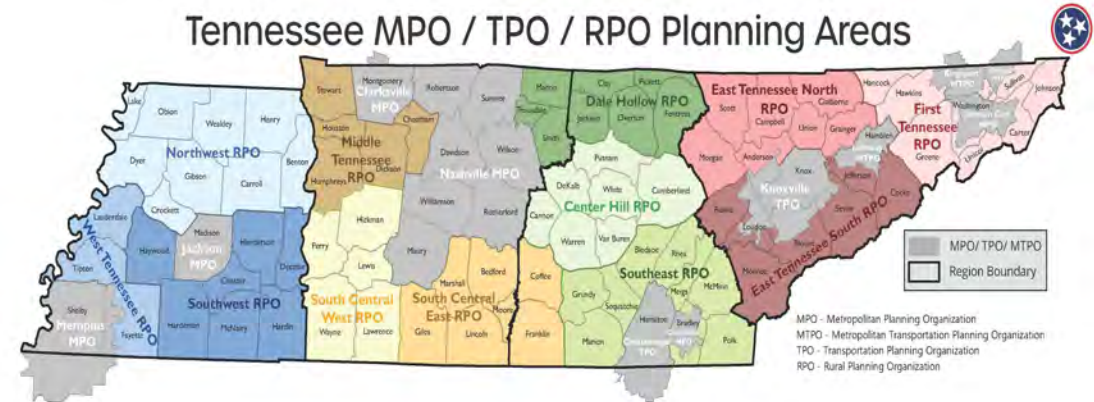 Tennessee MPO / TPO / RPO Planning Areas
Lake
Obion
Weakley
Henry
Northwest RPO
Dyer
Gibson
Carroll
Benton
Crockett
Lauderdale
Tipton
West Tennessee RPO
Haywood
Madison
Jackson
MPO
Henderson
Decatur
Chester
Shelby
Memphis
MPO
Fayette
Southwest RPO
Hardeman
McNairy
Hardin
Stewart
Montgomery
Clarksville
MPO
Robertson
Sumner
Houston
Cheatham
Middle
Tennessee
RPO
Dickson
Humphreys
Davidson
Wilson
Nashville MPO
Williamson
Rutherford
Maury
Hickman
Perry
Lewis
South Central
West RPO
Wayne
Lawrence
Marshall
Bedford
South Central
East RPO
Moore
Giles
Lincoln
Coffee
Franklin
Macon
Smith
Clay
Pickett
Dale Hollow RPO
Jackson
Overton
Fentress
Putnam
DeKalb
White
Cumberland
Cannon
Center Hill RPO
Warren
Van Buren
Bledsoe
Rhea
Southeast RPO
Meigs
McMinn
Grundy
Sequatchie
Hamilton
Bradley
Marion
Polk
East Tennessee North
RPO
Scott
Campbell
Claiborne
Union
Grainger
Morgan
Anderson
Knox
Knoxville
TPO
Roane
Loudon
Monroe
Blount
Sevier
Cocke
Jefferson
East Tennessee South RPO
Hamblen
MTPO
Hancock
Hawkins
Kingsport
MTPO
Sullivan
Johnson
Washington
First
Tennessee
RPO
Greene
Carter
Unicoi
MPO/ TPO/ MTPO
Region Boundary
MPO - Metropolitan Planning Organization
MTPO - Metropolitan Transportation Planning Organization
TPO - Transportation Planning Organization
RPO - Rural Planning Organization